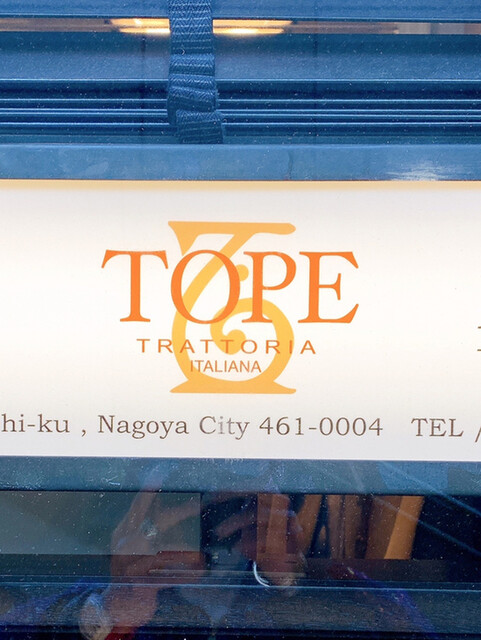 TOPE
TRATTORIA
ITALIANA
hi-ku , Nagoya City 461-0004 TEL /